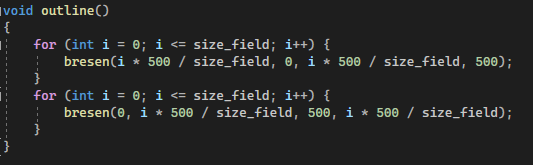 void outline()
{
    for (int i = 0; i <= size_field; i++) {
        bresen(i * 500 / size_field, 0, i * 500 / size_field, 500);
    }
    for (int i = 0; i <= size_field; i++) {
        bresen(0, i * 500 / size_field, 500, i * 500 / size_field);
    }
}